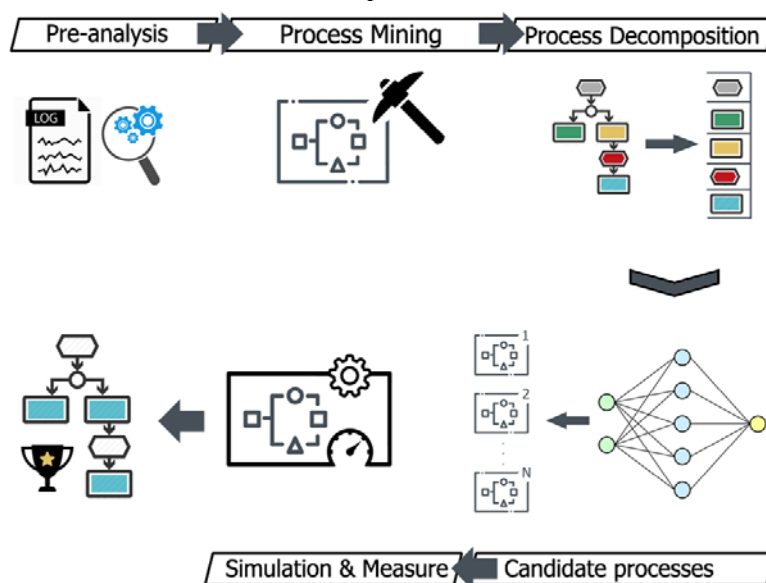 Pre-analysis
Process Mining
Process Decomposition
LOG
1
2
N
Simulation & Measure
Candidate processes